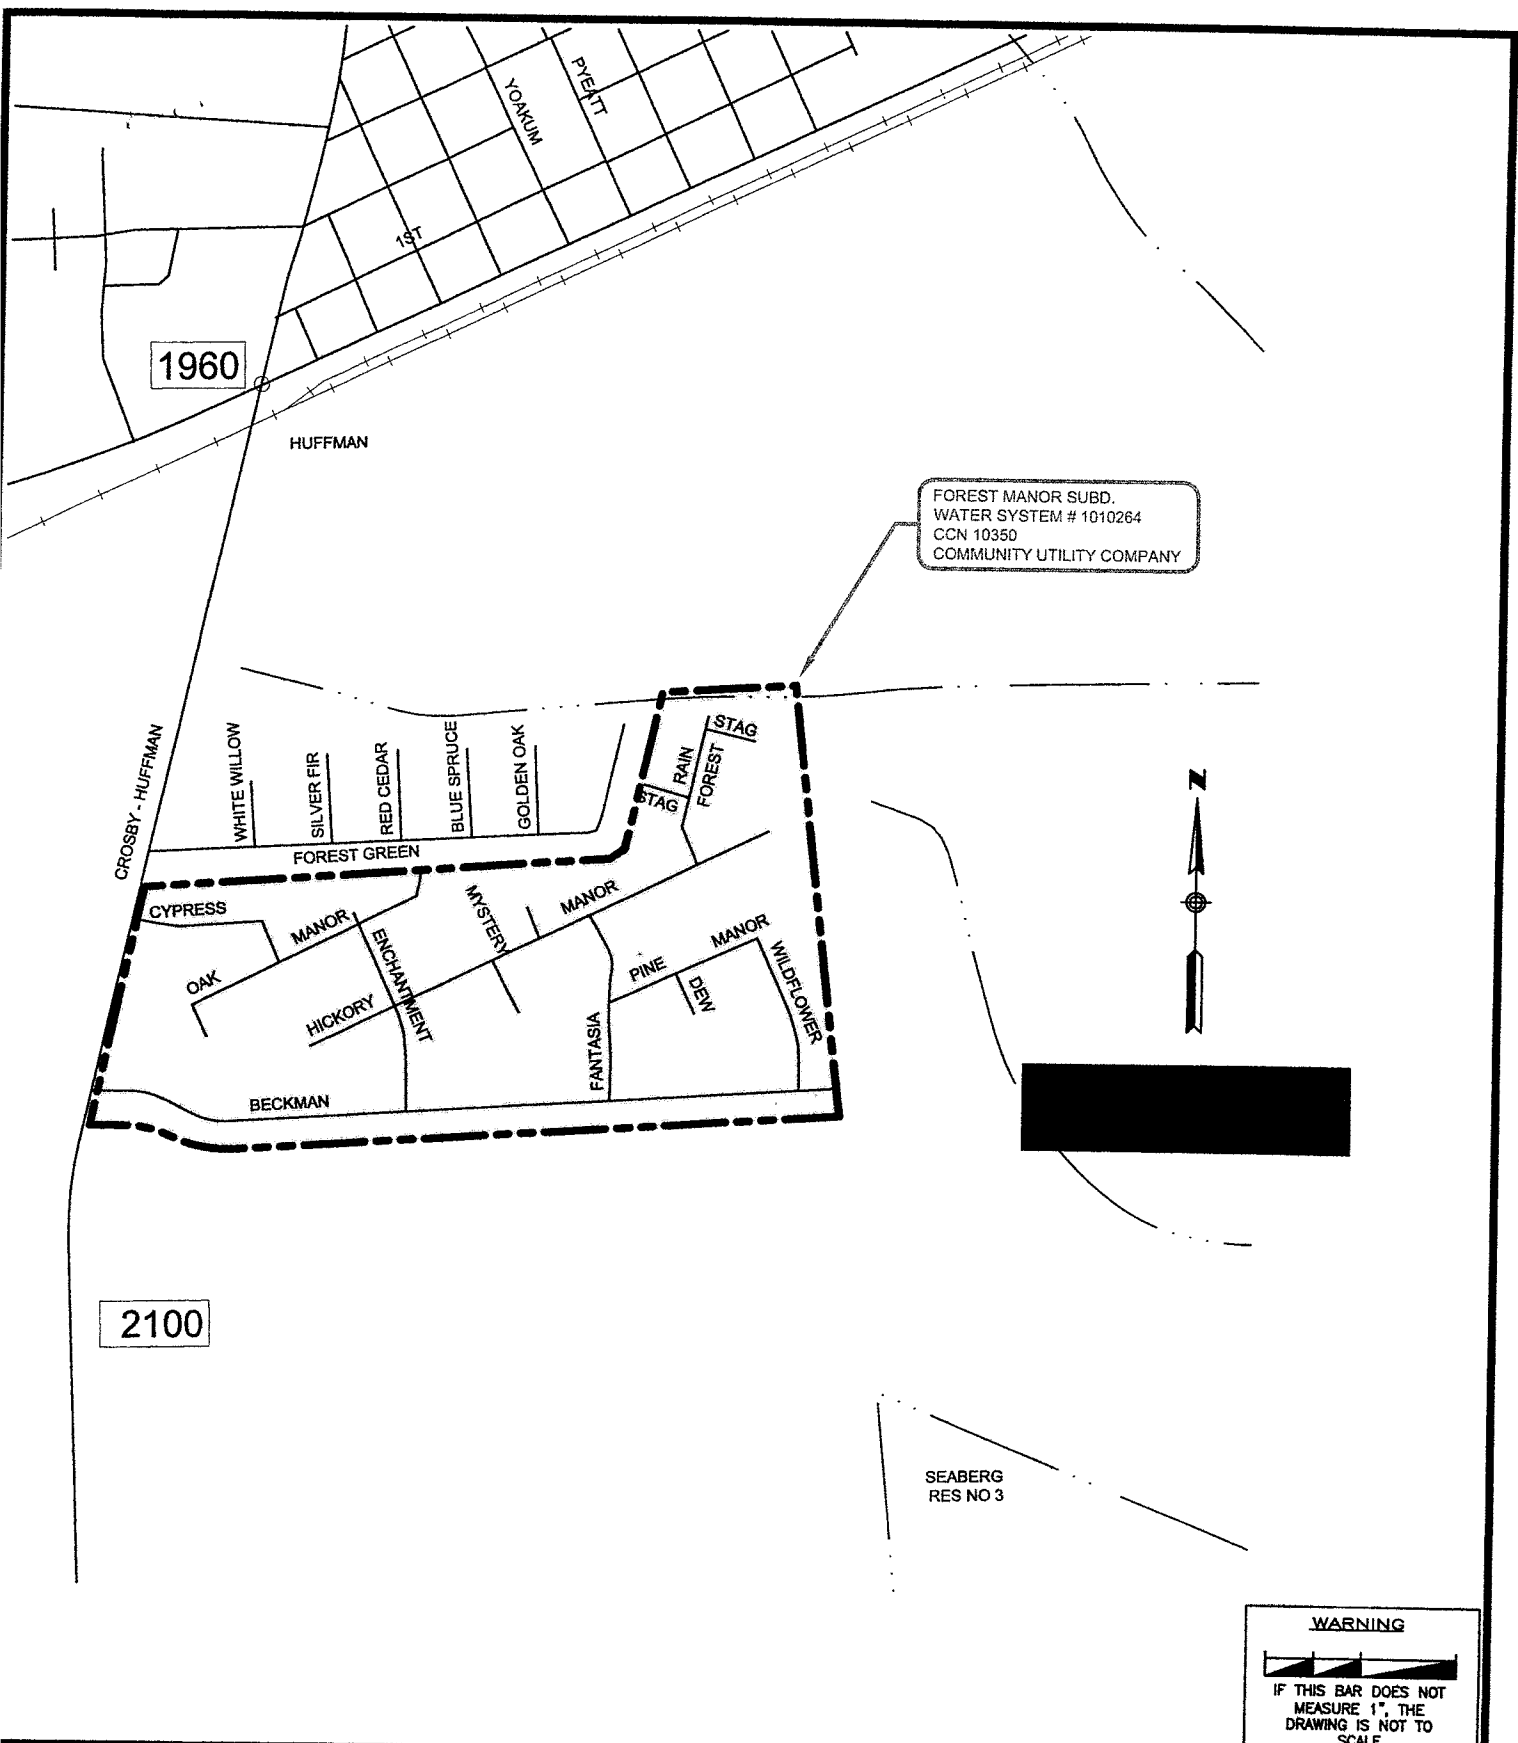 PYEATT
YOAKUM
1ST
1960
HUFFMAN
FOREST MANOR SUBD.
WATER SYSTEM # 1010264
CCN 10350
COMMUNITY UTILITY COMPANY
CROSBY - HUFFMAN
WHITE WILLOW
SILVER FIR
RED CEDAR
BLUE SPRUCE
GOLDEN OAK
STAG
RAIN
FOREST
STAG
FOREST GREEN
N
CYPRESS
MANOR
OAK
ENCHANTMENT
MYSTERY
MANOR
HICKORY
MANOR
PINE
DEW
WILDFLOWER
FANTASIA
BECKMAN
2100
SEABERG
RES NO 3
WARNING
IF THIS BAR DOES NOT
MEASURE 1", THE
DRAWING IS NOT TO
SCALE